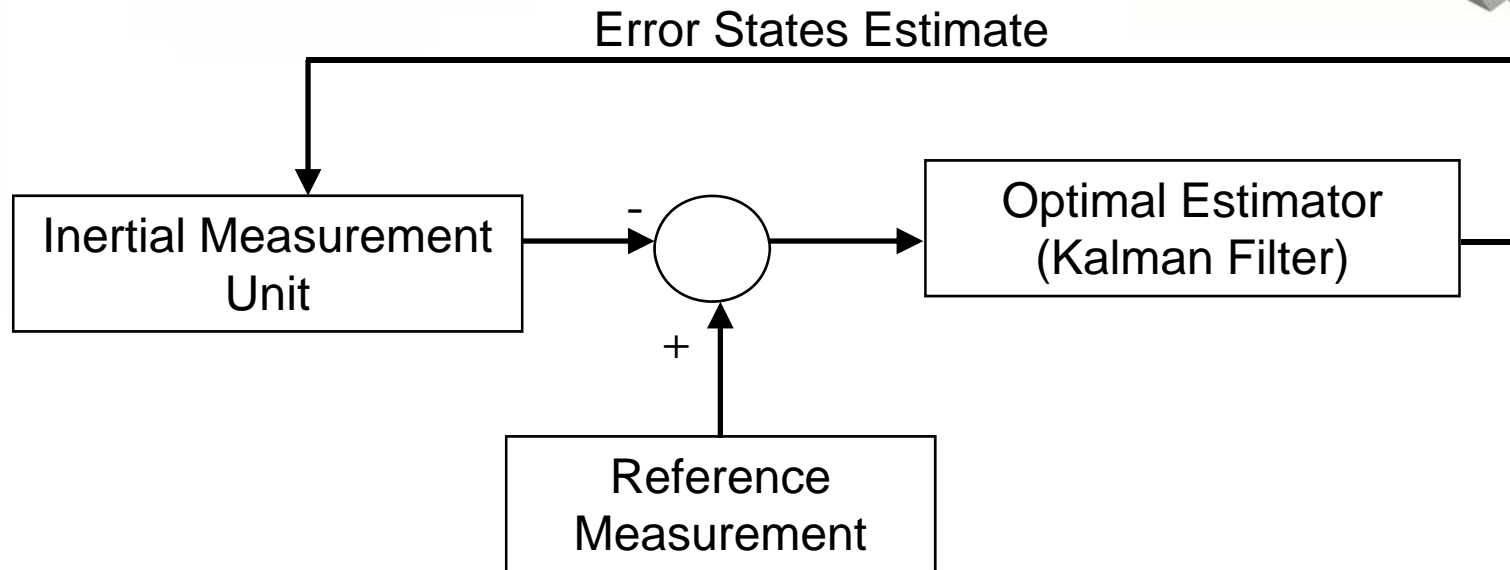 Error States Estimate
Inertial Measurement
Unit
-
+
Optimal Estimator
(Kalman Filter)
Reference
Measurement